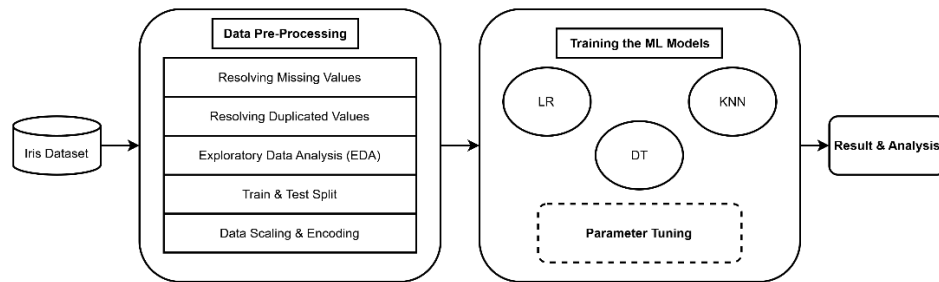 Iris Dataset
Data Pre-Processing
Resolving Missing Values
Resolving Duplicated Values
Exploratory Data Analysis (EDA)
Train & Test Split
Data Scaling & Encoding
Training the ML Models
LR
KNN
DT
Parameter Tuning
Result & Analysis